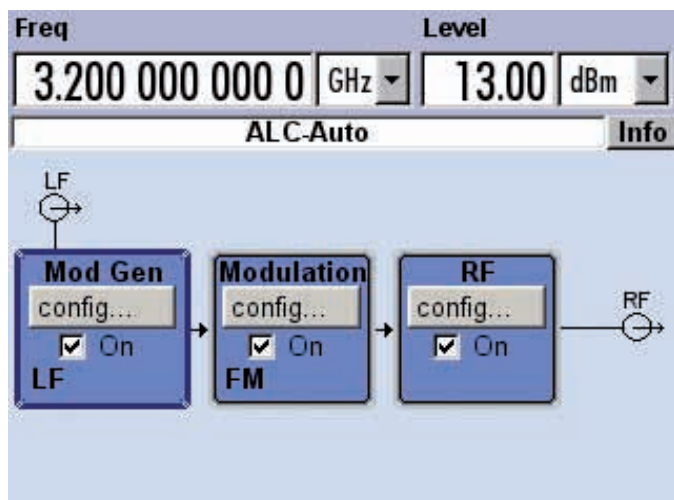 Freq Level
3.200 000 000 0 GHz 13.00 dBm
ALC-Auto Info
LF
Mod Gen Modulation RF
config... config... config... RF
On On On
LF FM